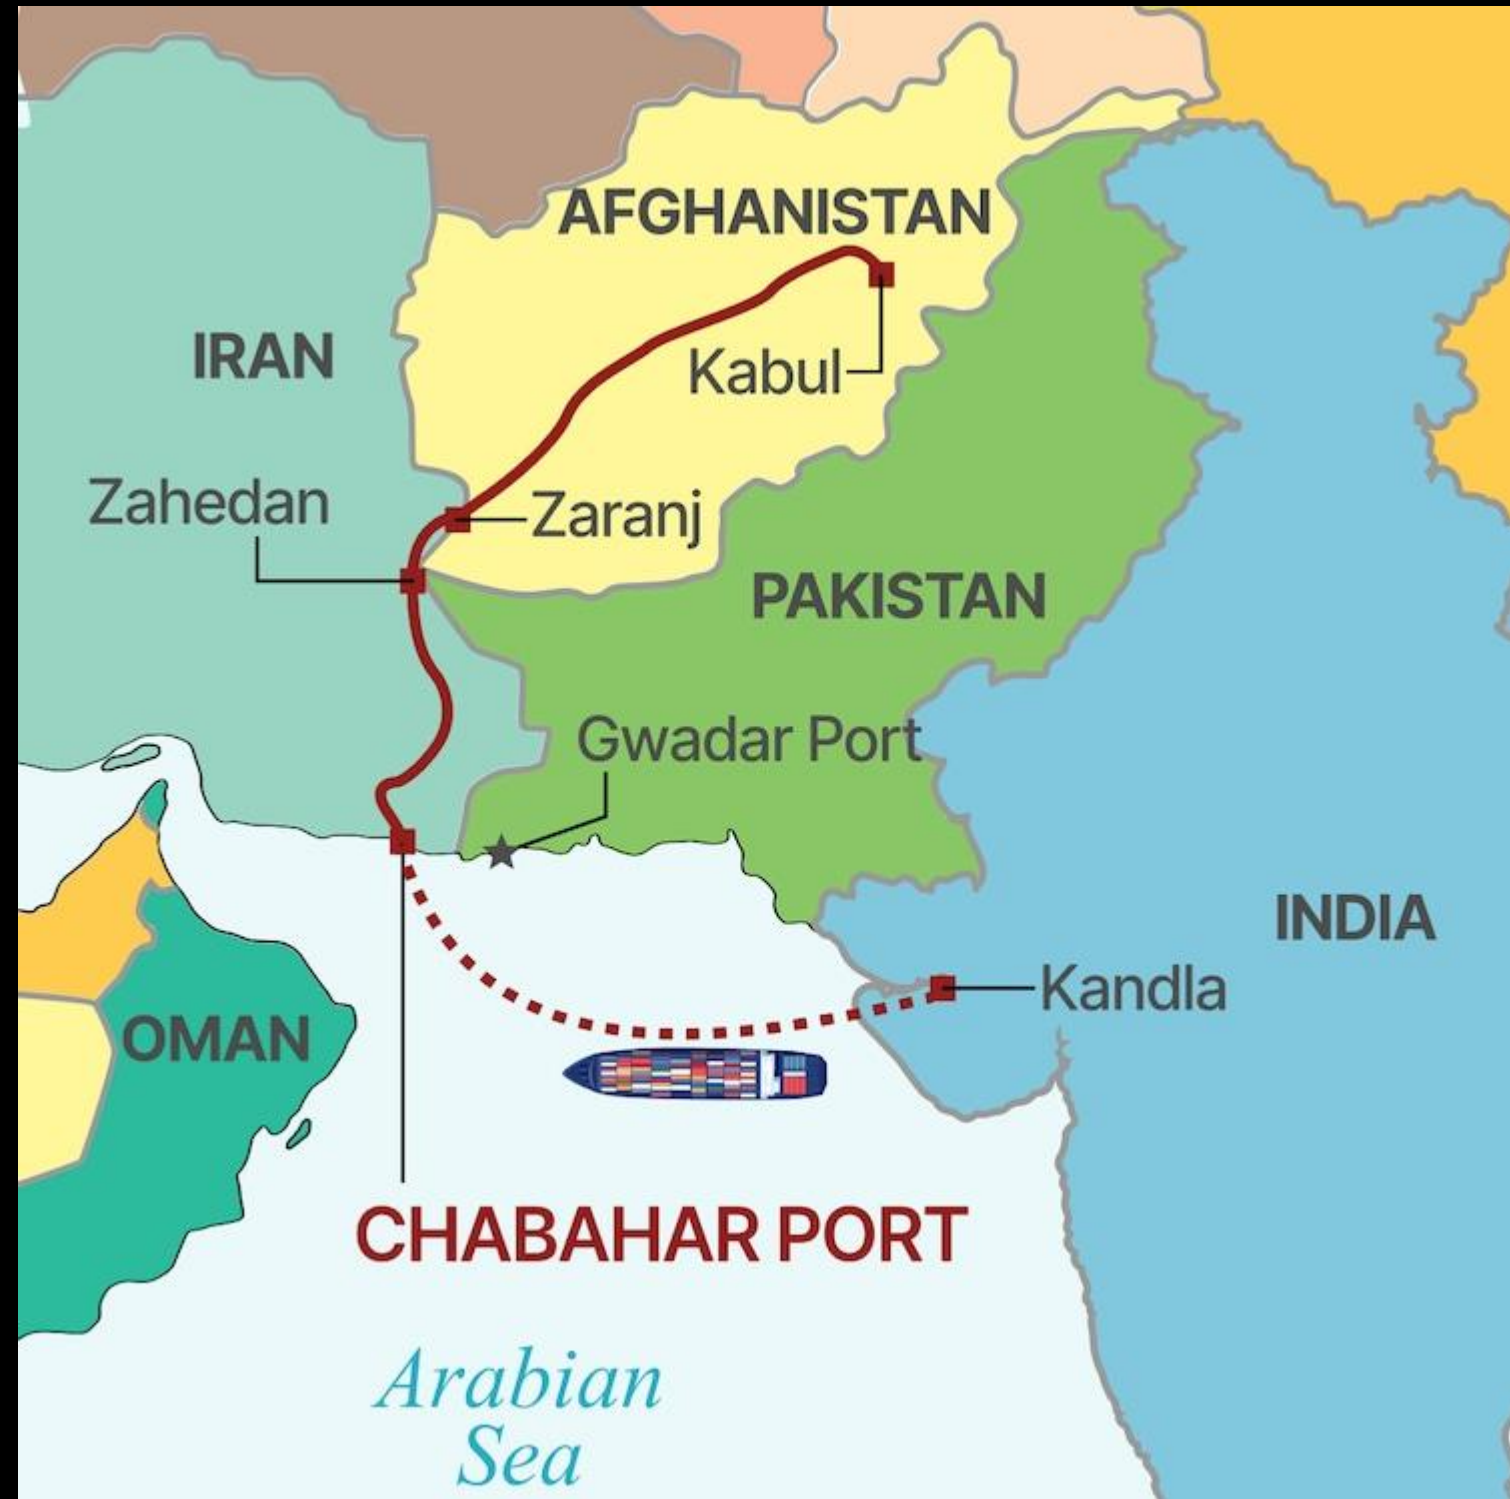 AFGHANISTAN
IRAN
Kabul
Zahedan
Zaranj
PAKISTAN
Gwadar Port
INDIA
Kandla
OMAN
CHABAHAR PORT
Arabian
Sea